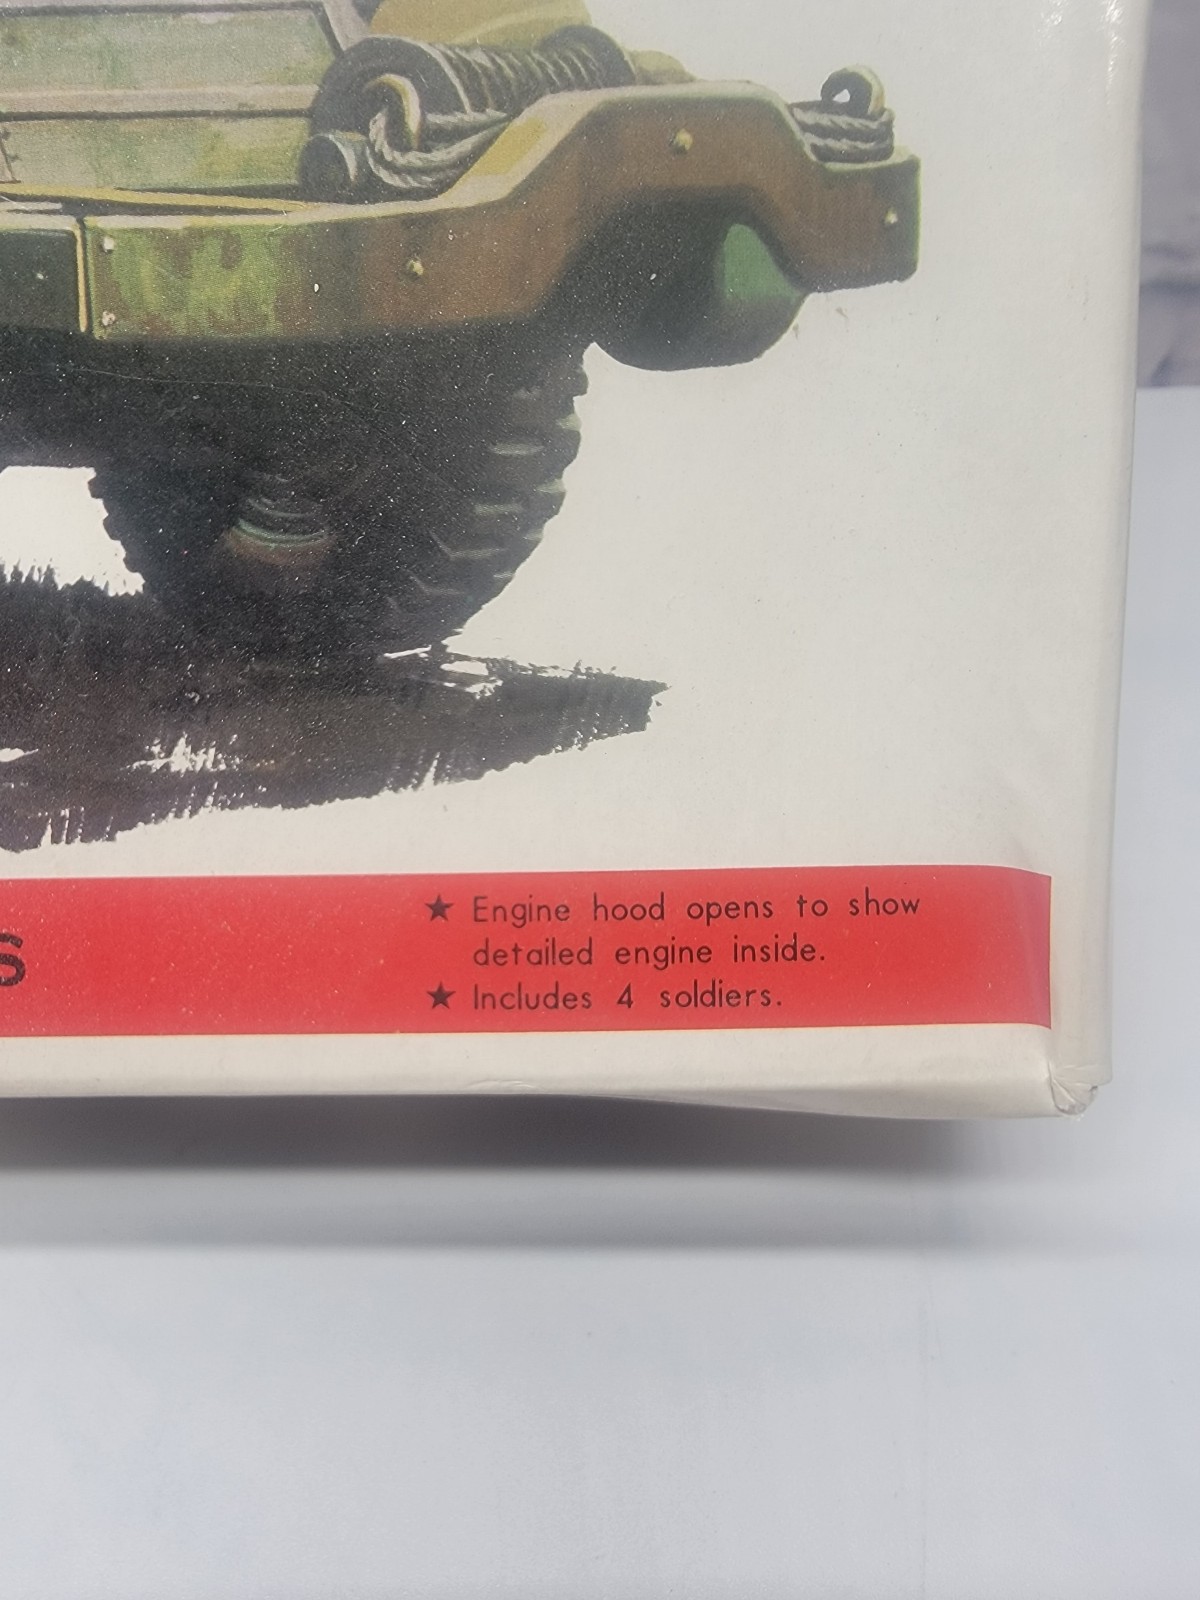 S
★ Engine hood opens to show
detailed engine inside.
★ Includes 4 soldiers.